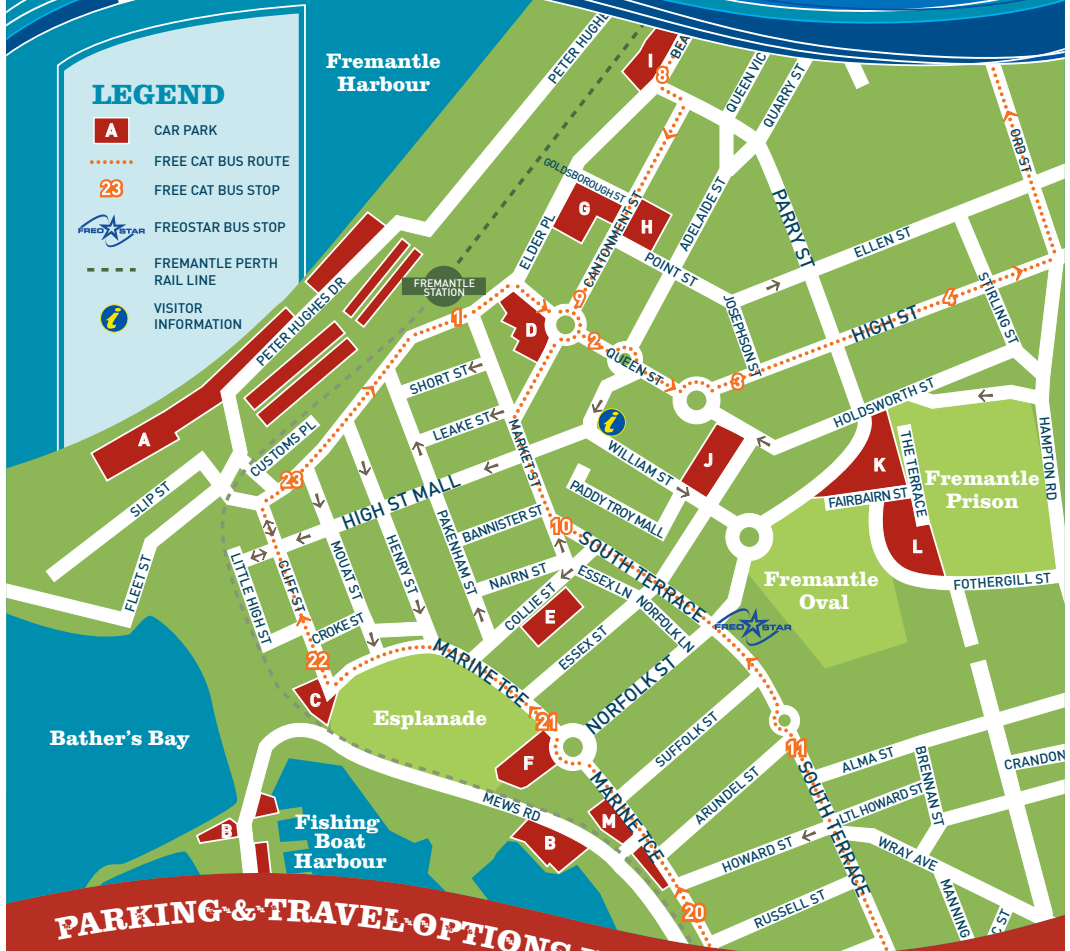 LEGEND
A
CAR PARK
FREE CAT BUS ROUTE
23
FREE CAT BUS STOP
FREO STAR
FREOSTAR BUS STOP
FREMANTLE PERTH
RAIL LINE
i
VISITOR
INFORMATION
Fremantle
Harbour
I
8
QUARRY ST
ORD ST
GOLDSBOROUGH ST
G
H
ELDER PL
CANTONMENT ST
ADELAIDE ST
PARRY ST
ELLEN ST
POINT ST
FREMANTLE
STATION
PETER HUGHES DR
1
D
9
2
QUEEN ST
JOSEPHSON ST
3
HIGH ST
4
STIRLING ST
SHORT ST
LEAKE ST
MARKET ST
i
HOLDSWORTH ST
A
CUSTOMS PL
23
SLIP ST
WILLIAM ST
J
K
THE TERRACE
HAMPTON RD
Fremantle
Prison
FAIRBAIRN ST
L
HIGH ST MALL
PADDY TROY MALL
PAKENHAM ST
BANNISTER ST
10
SOUTH TERRACE
FLEET ST
LITTLE HIGH ST
CLIFF ST
MOUAT ST
HENRY ST
NAIRN ST
COLLIE ST
ESSEX LN
NORFOLK LN
E
ESSEX ST
Fremantle
Oval
FOTHERGILL ST
FREO STAR
CROKE ST
22
C
MARINE TCE
NORFOLK ST
Esplanade
21
F
Bather's Bay
SUFFOLK ST
11
ALMA ST
BRENNAN ST
CRANDON
MEWS RD
MARINE TCE
ARUNDEL ST
SOUTH TERRACE
LTL HOWARD ST
B
Fishing
Boat
Harbour
B
M
HOWARD ST
WRAY AVE
MANNING
20
RUSSELL ST
PARKING & TRAVEL OPTIONS